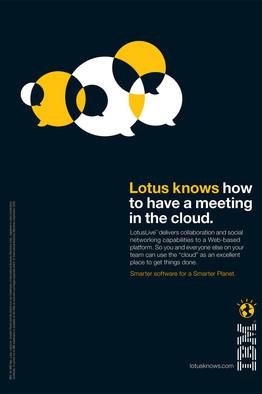 Lotus knows how
to have a meeting
in the cloud.
LotusLive™ delivers collaboration and social
networking capabilities to a Web-based
platform. So you and everyone else on your
team can use the “cloud” as an excellent
place to get things done.
Smarter software for a Smarter Planet.
IBM
lotusknows.com